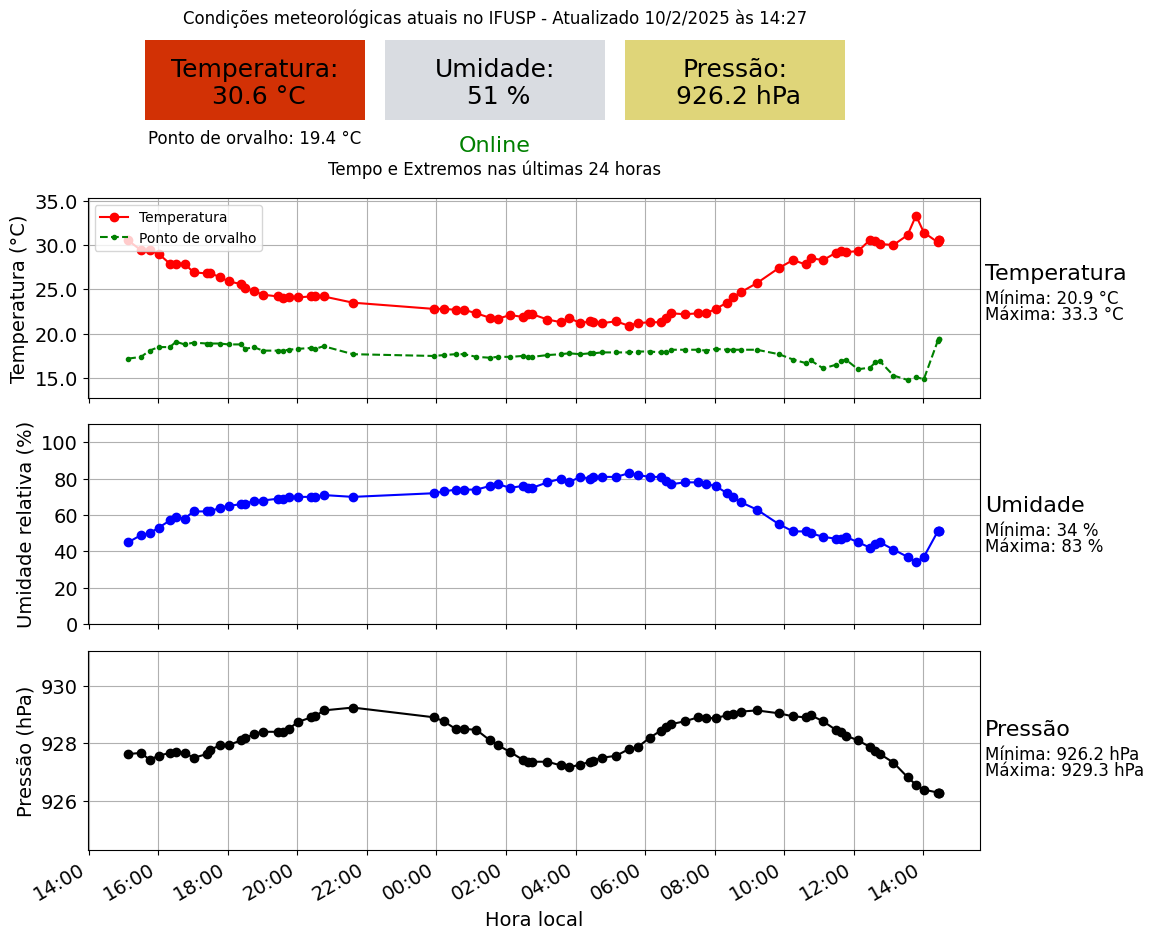 Condições meteorológicas atuais no IFUSP - Atualizado 10/2/2025 às 14:27
Temperatura:
30.6 °C
Umidade:
51 %
Pressão:
926.2 hPa
Ponto de orvalho: 19.4 °C
Online
Tempo e Extremos nas últimas 24 horas
Temperatura (°C)
35.0
30.0
25.0
20.0
15.0
Temperatura
Ponto de orvalho
Temperatura
Mínima: 20.9 °C
Máxima: 33.3 °C
Umidade relativa (%)
100
80
60
40
20
0
Umidade
Mínima: 34 %
Máxima: 83 %
Pressão (hPa)
930
928
926
Pressão
Mínima: 926.2 hPa
Máxima: 929.3 hPa
14:00 16:00 18:00 20:00 22:00 00:00 02:00 04:00 06:00 08:00 10:00 12:00 14:00
Hora local